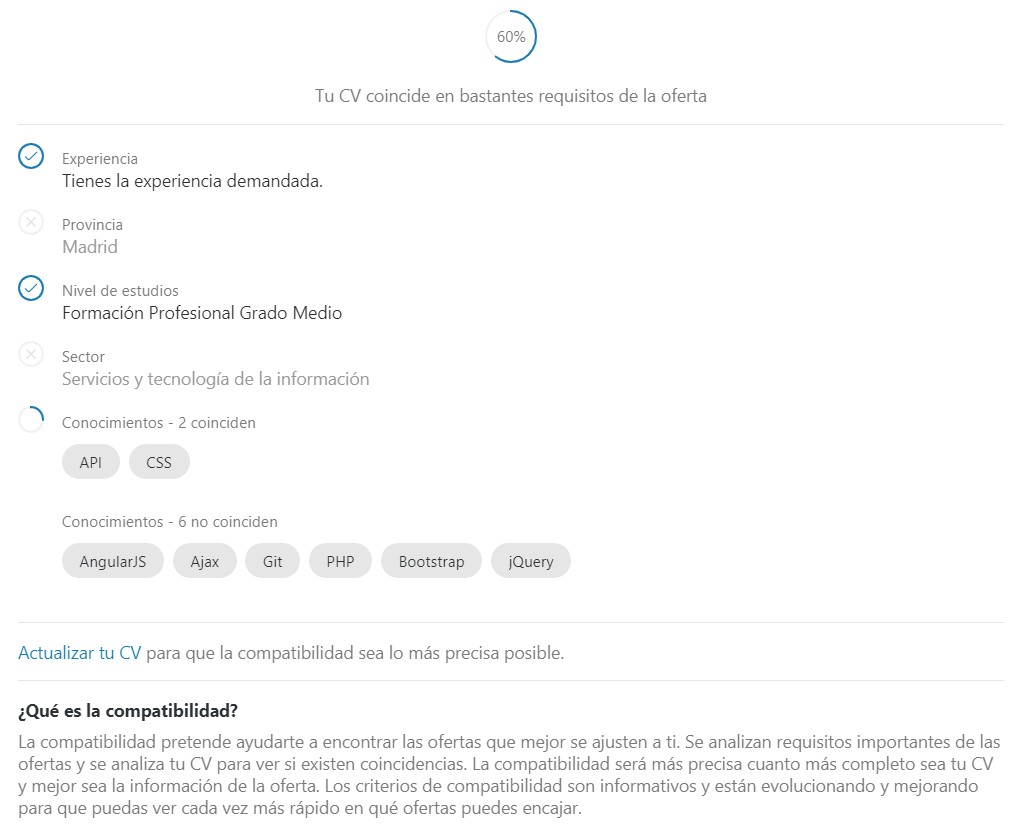 60%
Tu CV coincide en bastantes requisitos de la oferta
Experiencia
Tienes la experiencia demandada.
Provincia
Madrid
Nivel de estudios
Formación Profesional Grado Medio
Sector
Servicios y tecnología de la información
Conocimientos - 2 coinciden
API CSS
Conocimientos - 6 no coinciden
AngularJS Ajax Git PHP Bootstrap jQuery
Actualizar tu CV para que la compatibilidad sea lo más precisa posible.
¿Qué es la compatibilidad?
La compatibilidad pretende ayudarte a encontrar las ofertas que mejor se ajusten a ti. Se analizan requisitos importantes de las
ofertas y se analiza tu CV para ver si existen coincidencias. La compatibilidad será más precisa cuanto más completo sea tu CV
y mejor sea la información de la oferta. Los criterios de compatibilidad son informativos y están evolucionando y mejorando
para que puedas ver cada vez más rápido en qué ofertas puedes encajar.